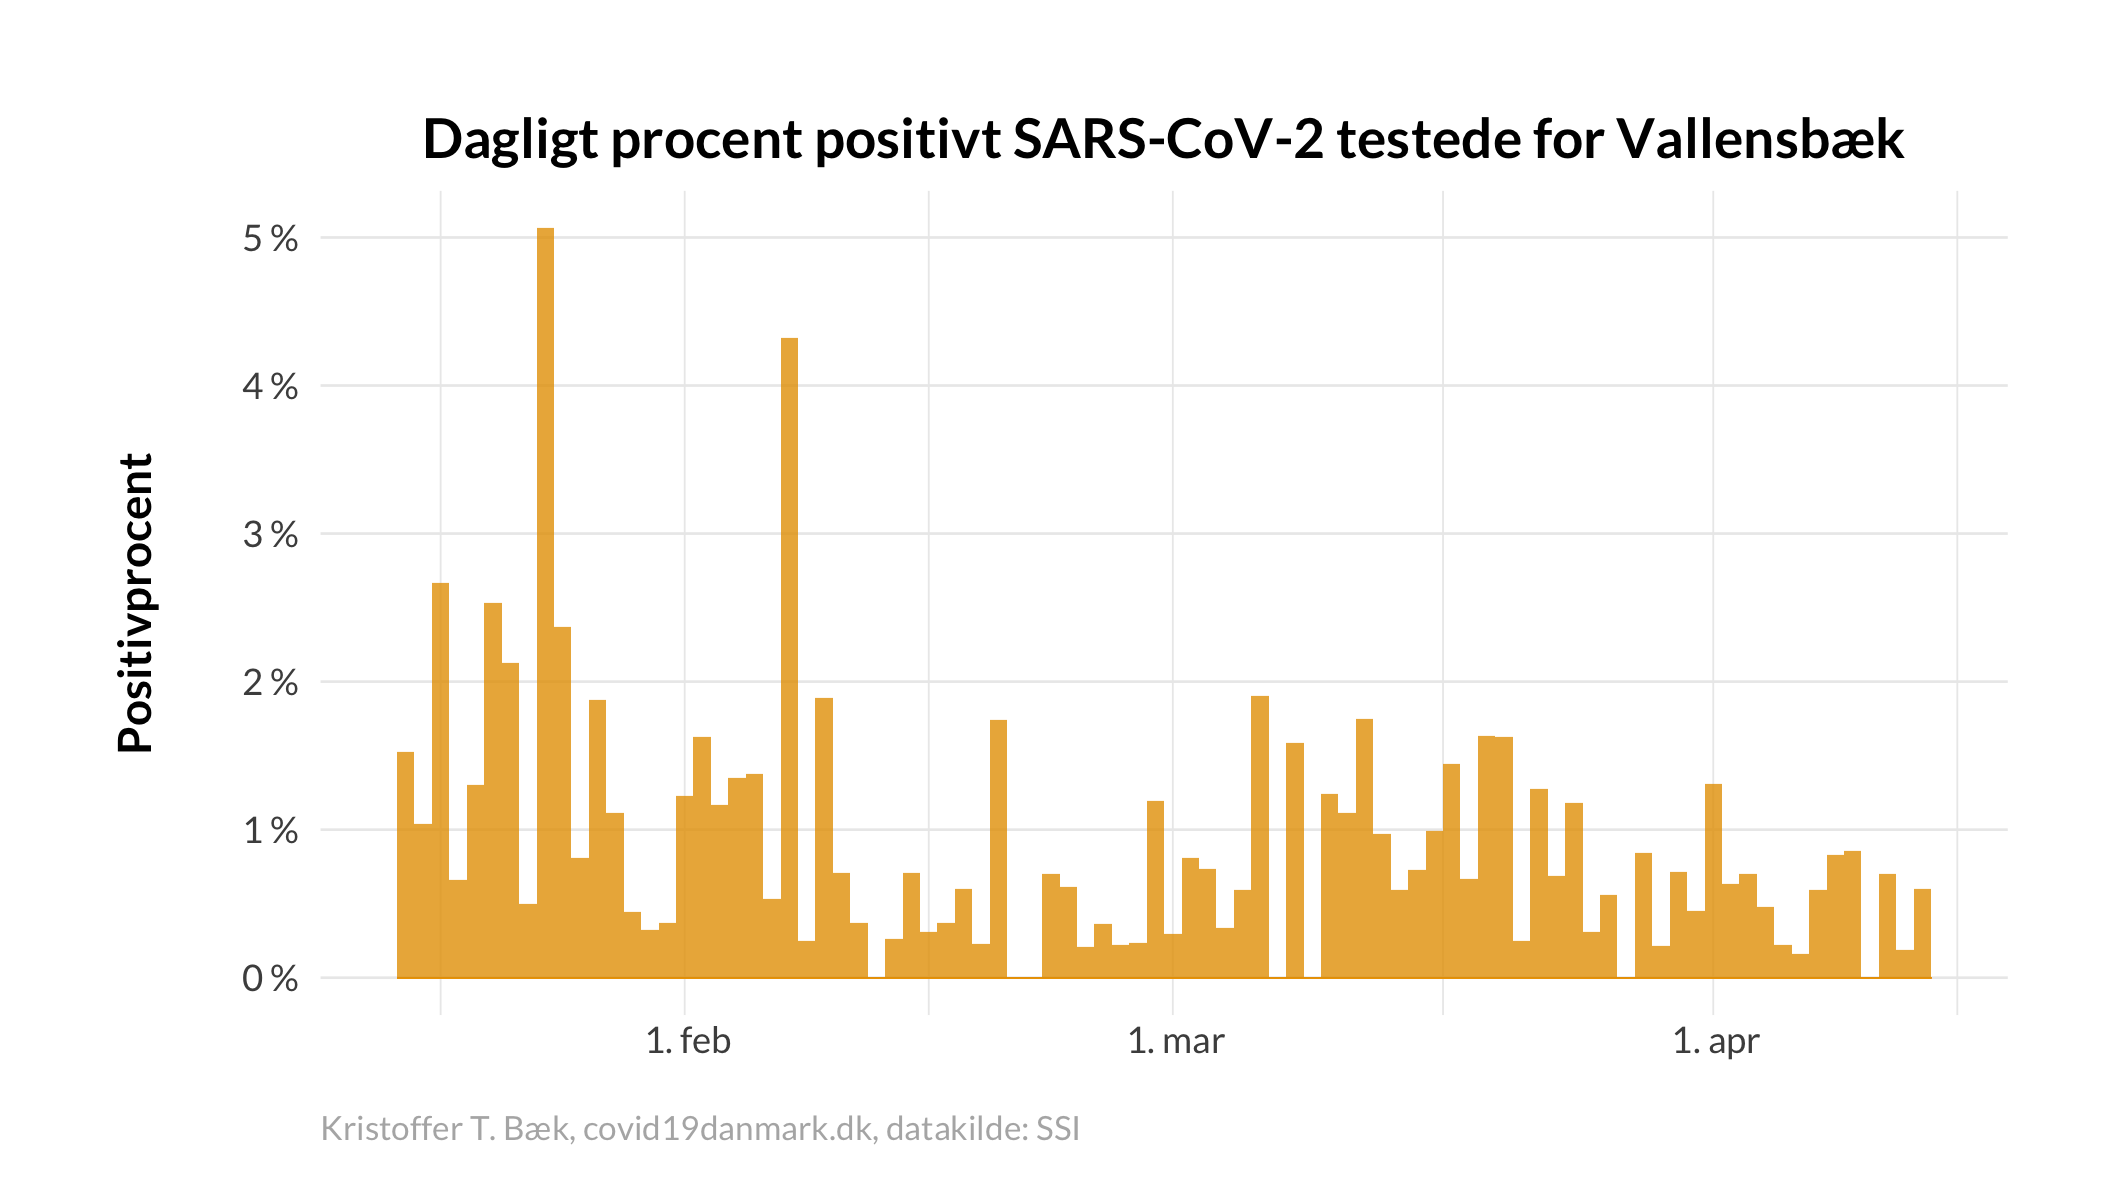 Dagligt procent positivt SARS-CoV-2 testede for Vallensbæk
Positivprocent
5 %
4 %
3 %
2 %
1 %
0 %
1. feb
1. mar
1. apr
Kristoffer T. Bæk, covid19danmark.dk, datakilde: SSI